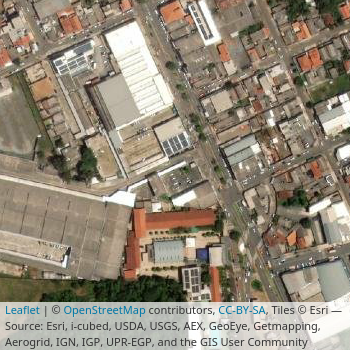 Leaflet | © OpenStreetMap contributors, CC-BY-SA, Tiles © Esri —
Source: Esri, i-cubed, USDA, USGS, AEX, GeoEye, Getmapping,
Aerogrid, IGN, IGP, UPR-EGP, and the GIS User Community